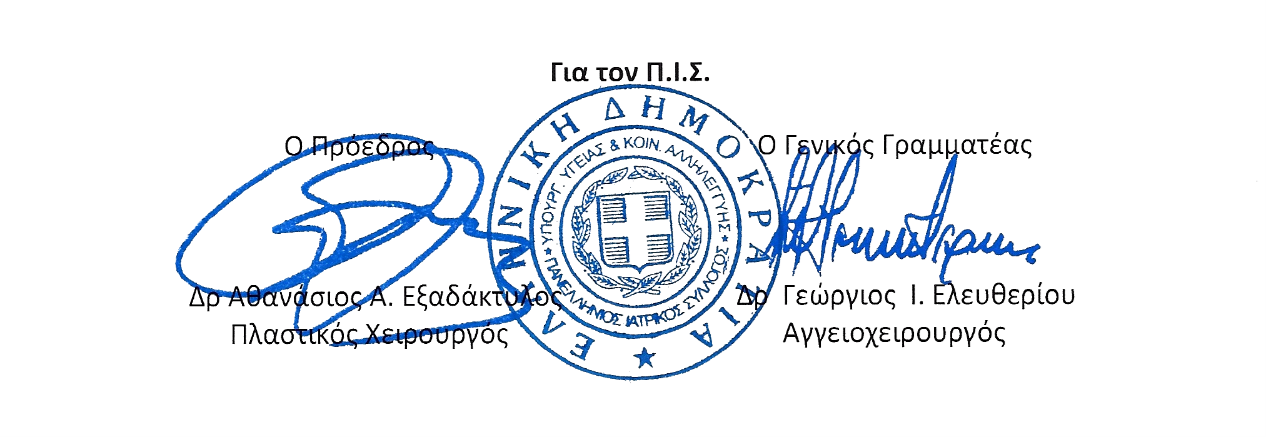 Για τον Π.Ι.Σ.
Ο Πρόεδρος
Ο Γενικός Γραμματέας
ΕΛΛΗΝΙΚΗ ΔΗΜΟΚΡΑΤΙΑ
ΥΠΟΥΡΓ. ΥΓΕΙΑΣ & ΚΟΙΝ. ΑΛΛΗΛΕΓΓΥΗΣ
ΠΑΝΕΛΛΗΝΙΟΣ ΙΑΤΡΙΚΟΣ ΣΥΛΛΟΓΟΣ
Δρ Αθανάσιος Α. Εξαδάκτυλος
Δρ Γεώργιος Ι. Ελευθερίου
Πλαστικός Χειρουργός
Αγγειοχειρουργός